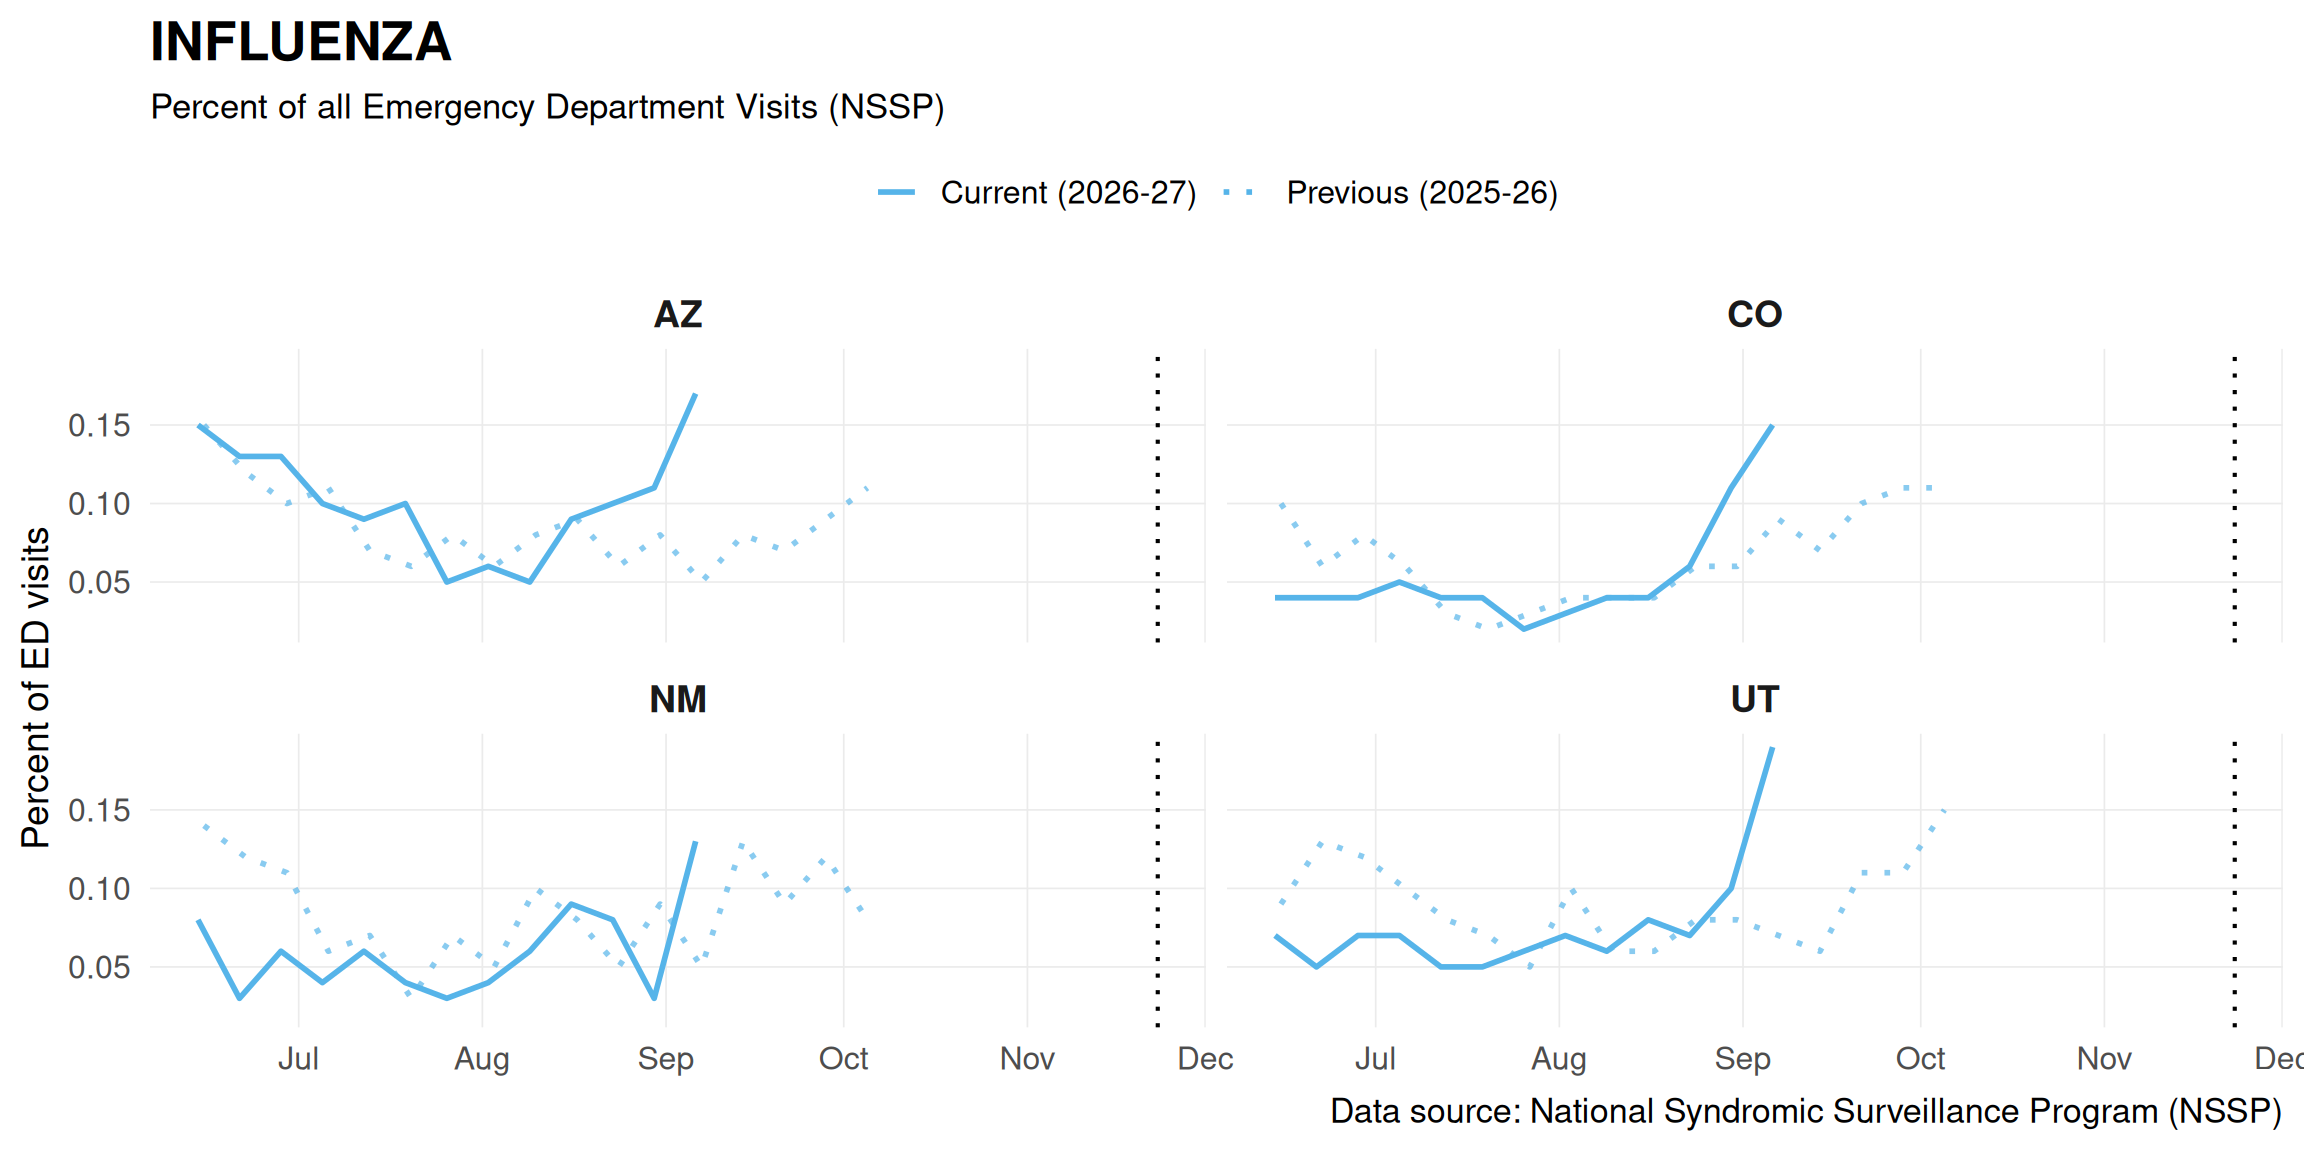 INFLUENZA
Percent of all Emergency Department Visits (NSSP)
Current (2026-27) Previous (2025-26)
AZ CO
0.15
0.10
0.05
Percent of ED visits
NM UT
0.15
0.10
0.05
Jul Aug Sep Oct Nov Dec Jul Aug Sep Oct Nov Dec
Data source: National Syndromic Surveillance Program (NSSP)